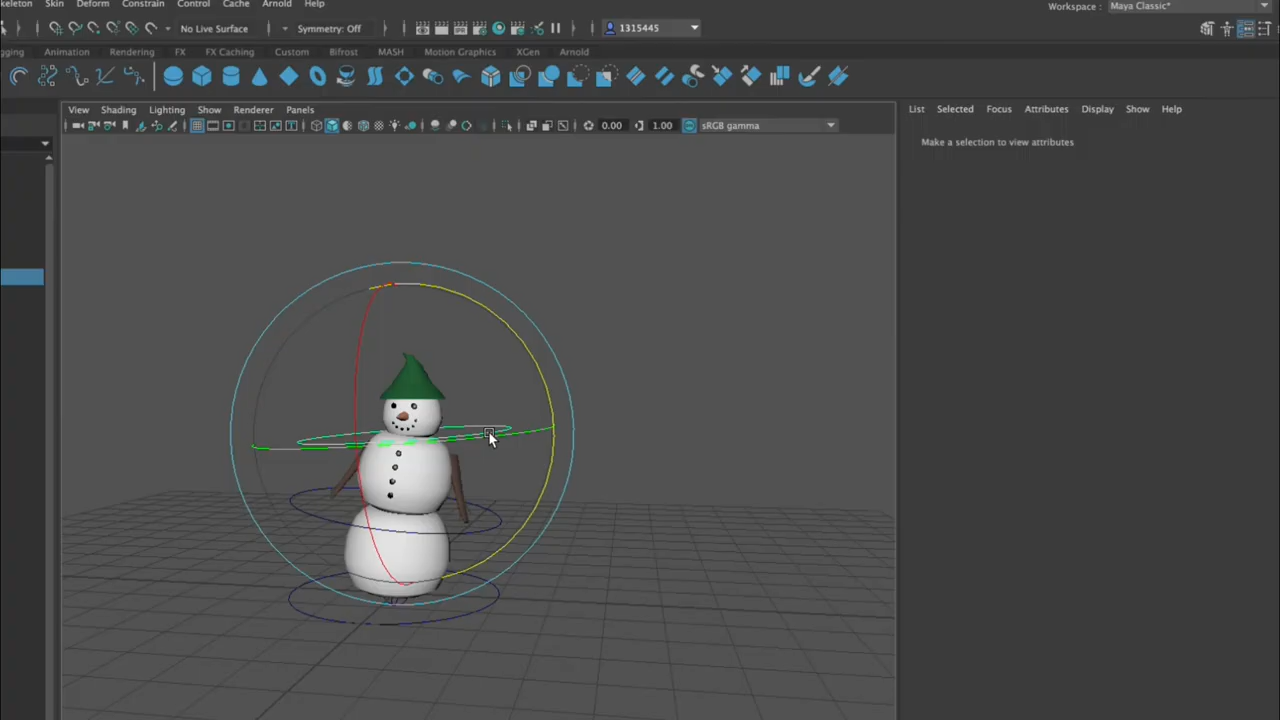 Skin Deform Constrain Control Cache Arnold Help
Workspace : Maya Classic*
No Live Surface Symmetry: Off 1315445
Animation Rendering FX FX Caching Custom Bifrost MASH Motion Graphics XGen Arnold
View Shading Lighting Show Renderer Panels
0.00 1.00 sRGB gamma
List Selected Focus Attributes Display Show Help
Make a selection to view attributes